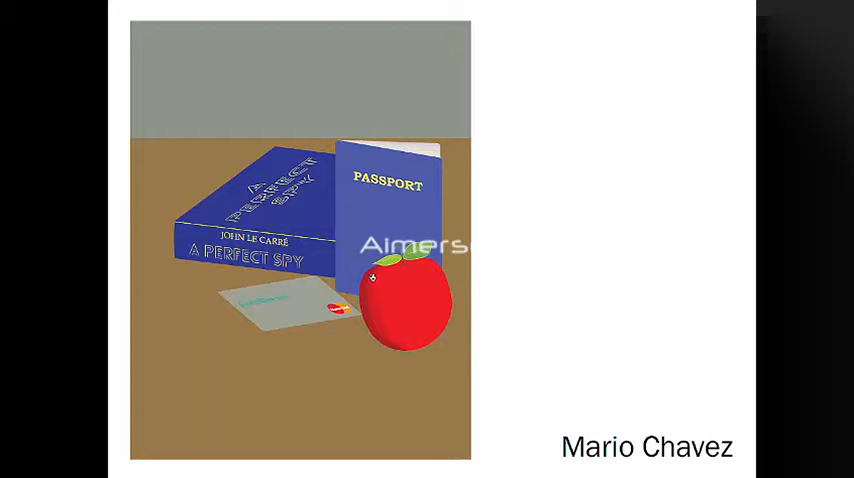 A
PERFECT
SPY
PASSPORT
JOHN LE CARRÉ
A PERFECT SPY
Mario Chavez